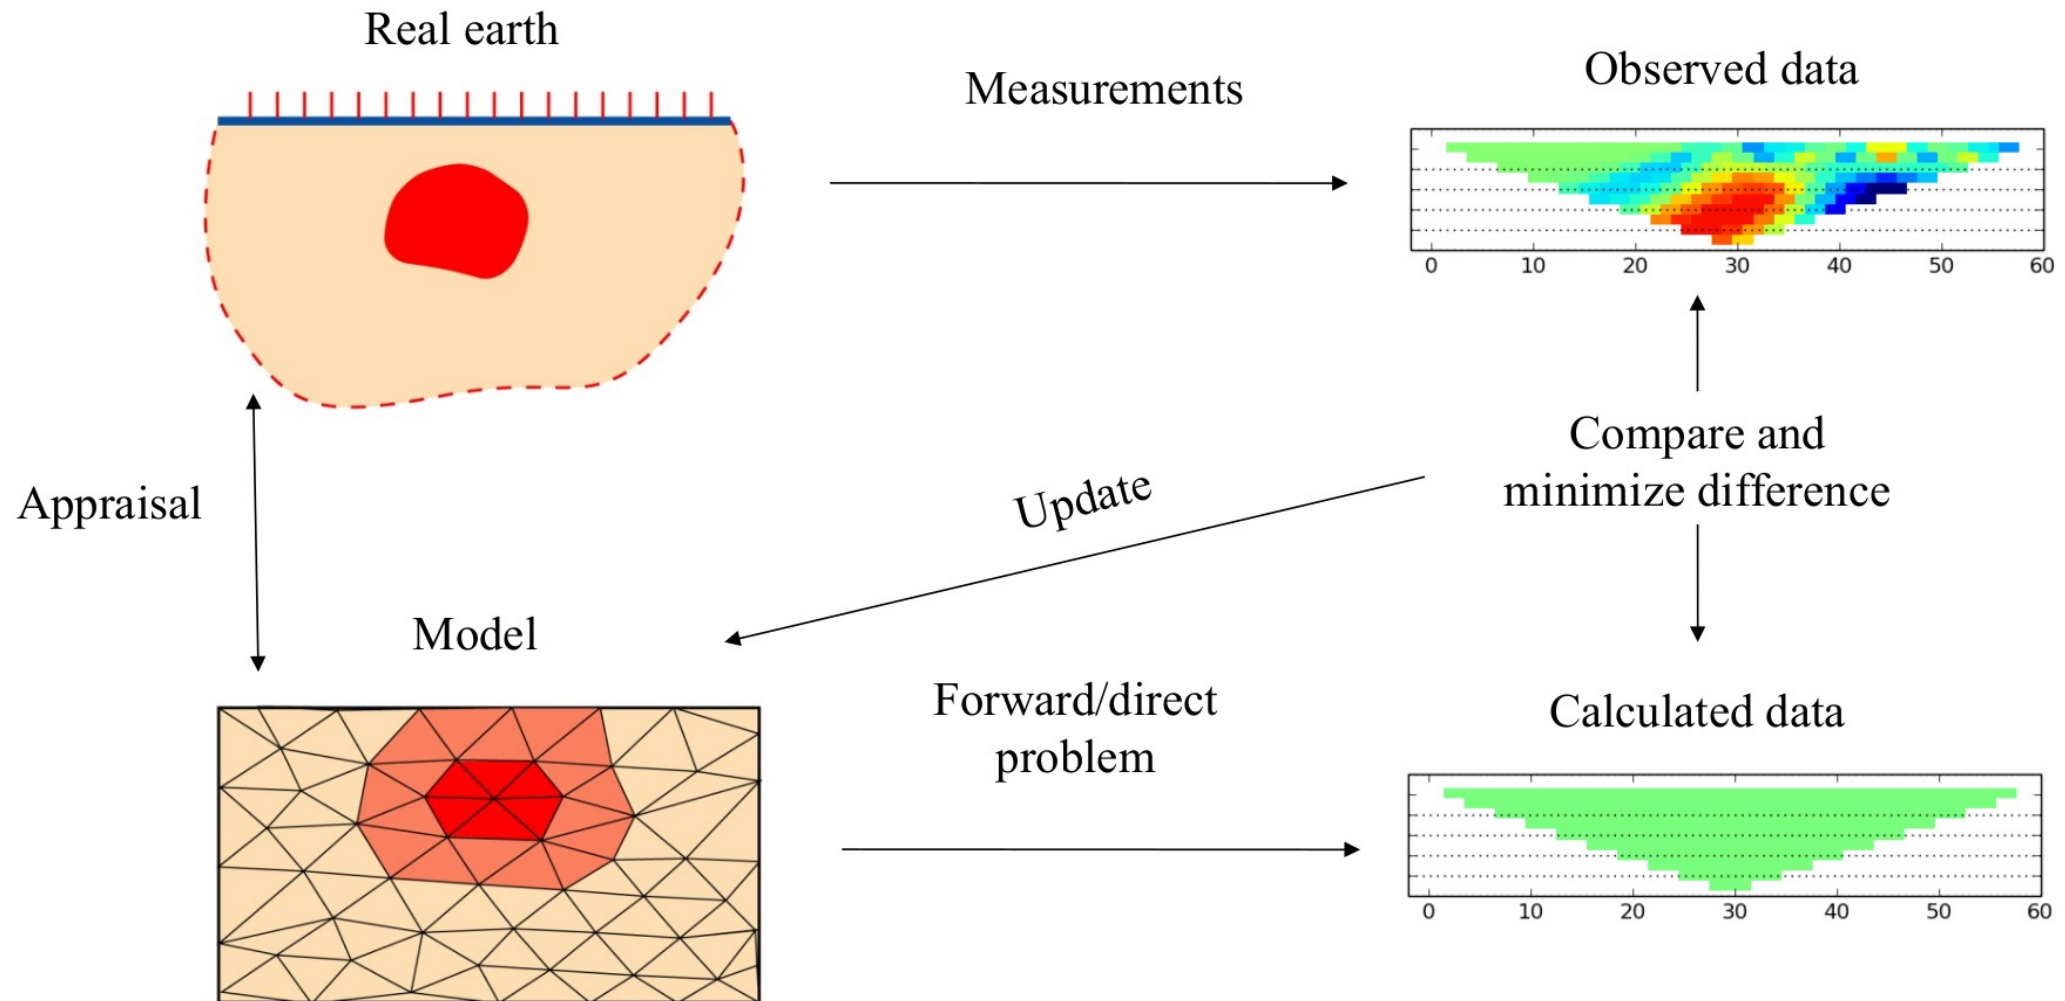 Real earth
Measurements
Observed data
0 10 20 30 40 50 60
Compare and
minimize difference
Update
Appraisal
Model
Forward/direct
problem
Calculated data
0 10 20 30 40 50 60